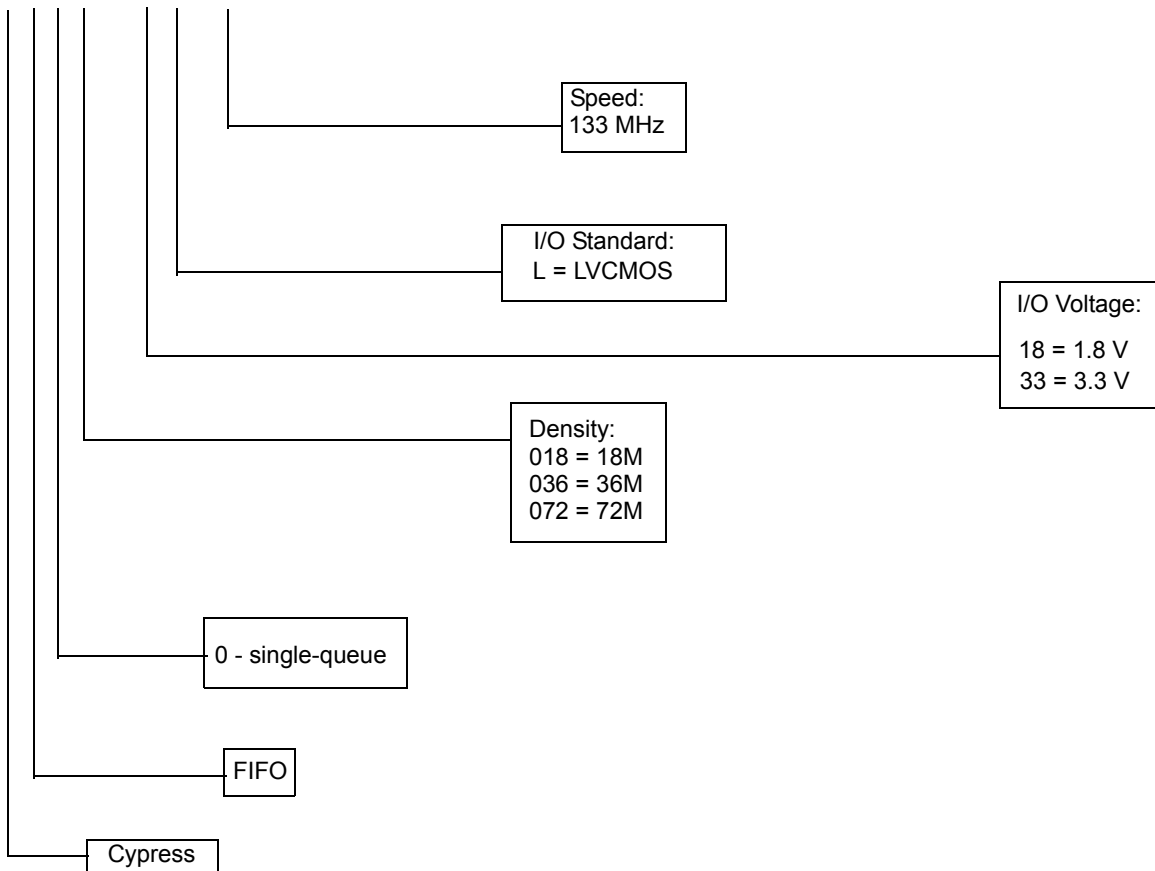 Speed:
133 MHz
I/O Standard:
L = LVCMOS
I/O Voltage:
18 = 1.8 V
33 = 3.3 V
Density:
018 = 18M
036 = 36M
072 = 72M
0 - single-queue
FIFO
Cypress